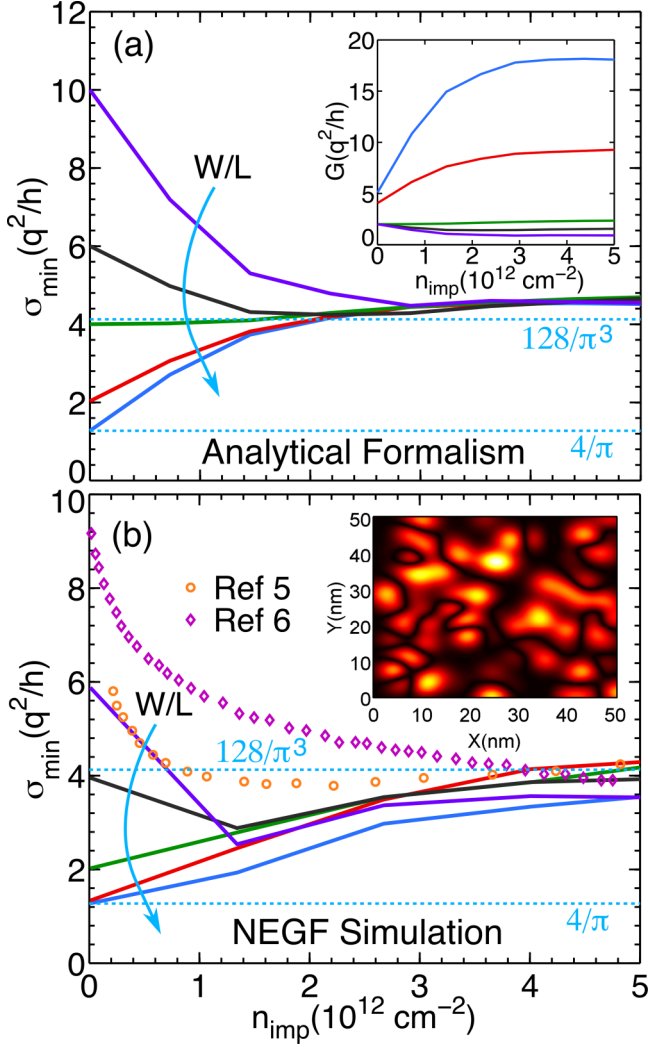 (a)
σmin(q²/h)
12
10
8
6
4
2
0
W/L
128/π³
4/π
Analytical Formalism
G(q²/h)
20
15
10
5
0
0 1 2 3 4 5
nimp(10¹² cm⁻²)
(b)
σmin(q²/h)
10
8
6
4
2
0
Ref 5
Ref 6
W/L
128/π³
4/π
NEGF Simulation
Y(nm)
50
40
30
20
10
0
0 10 20 30 40 50
X(nm)
0 1 2 3 4 5
nimp(10¹² cm⁻²)